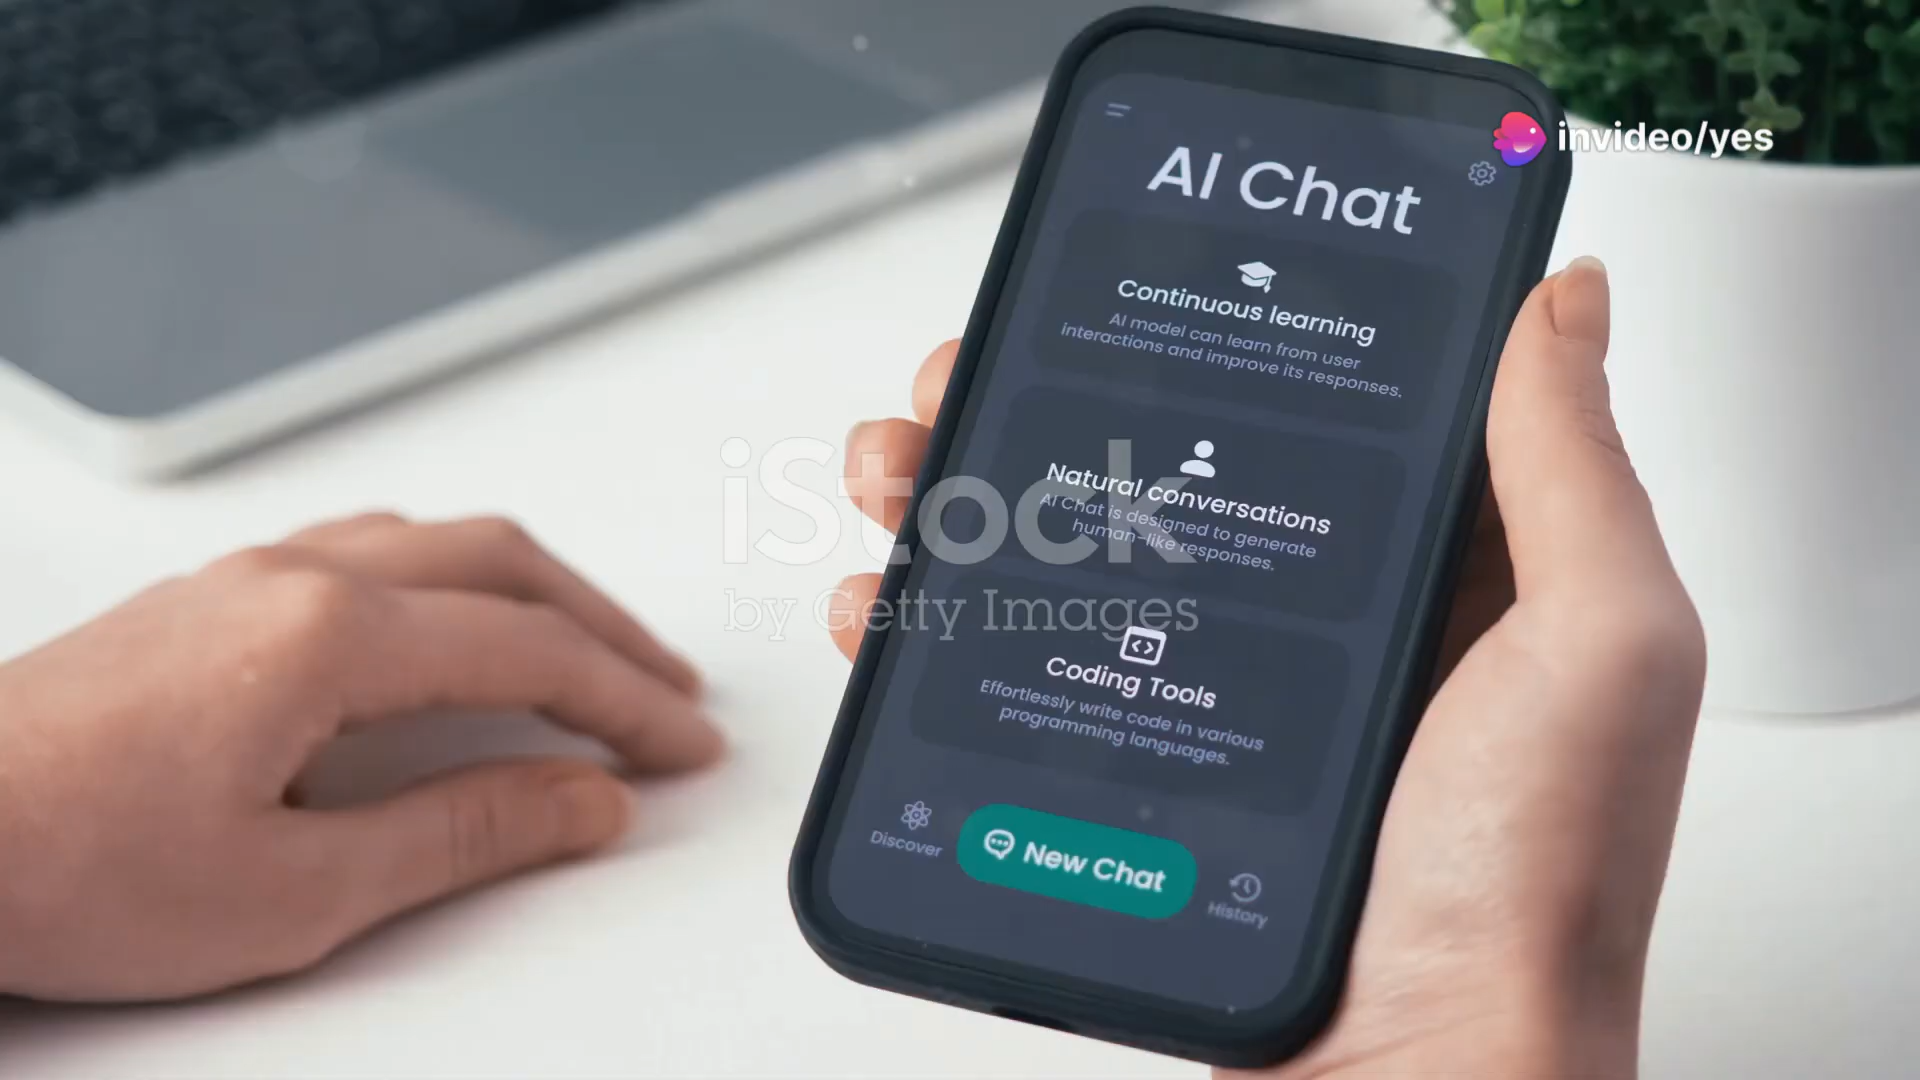 invideo/yes
AI Chat
Continuous learning
AI model can learn from user
interactions and improve its responses.
Natural conversations
AI Chat is designed to generate
human-like responses.
iStock
by Getty Images
Coding Tools
Effortlessly write code in various
programming languages.
Discover
New Chat
History